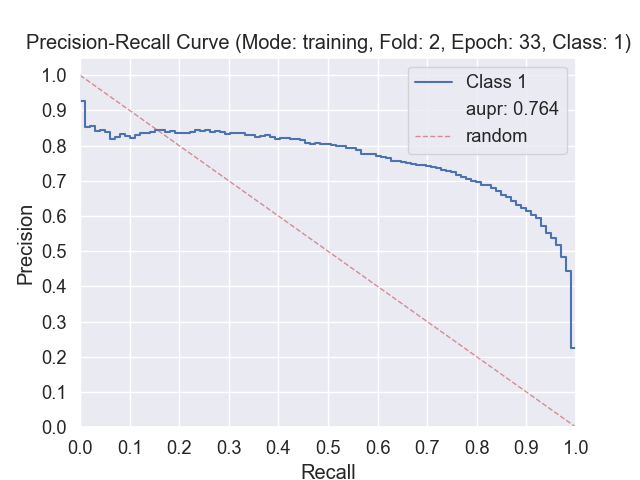 Precision-Recall Curve (Mode: training, Fold: 2, Epoch: 33, Class: 1)
Class 1
aupr: 0.764
random
Precision
1.0
0.9
0.8
0.7
0.6
0.5
0.4
0.3
0.2
0.1
0.0
0.0 0.1 0.2 0.3 0.4 0.5 0.6 0.7 0.8 0.9 1.0
Recall